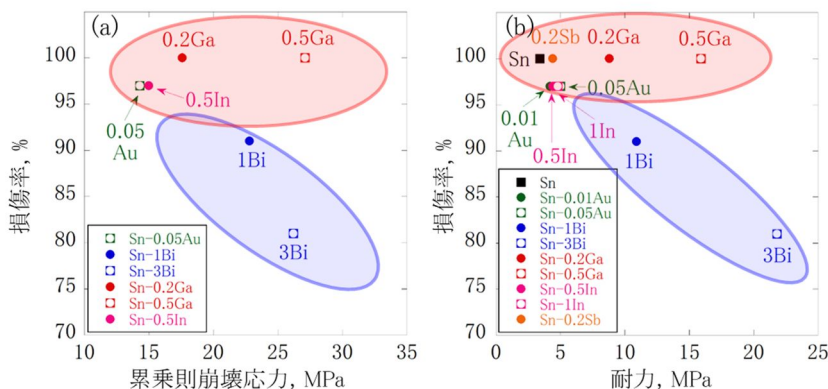 (a)
0.2Ga
0.5Ga
0.5In
0.05
Au
1Bi
3Bi
Sn-0.05Au
Sn-1Bi
Sn-3Bi
Sn-0.2Ga
Sn-0.5Ga
Sn-0.5In
損傷率, %
100
95
90
85
80
75
70
10
15
20
25
30
35
累乗則崩壊応力, MPa
(b)
0.2Sb
0.2Ga
0.5Ga
Sn
0.05Au
0.01
Au
1In
0.5In
1Bi
3Bi
Sn
Sn-0.01Au
Sn-0.05Au
Sn-1Bi
Sn-3Bi
Sn-0.2Ga
Sn-0.5Ga
Sn-0.5In
Sn-1In
Sn-0.2Sb
損傷率, %
100
95
90
85
80
75
70
0
5
10
15
20
25
耐力, MPa